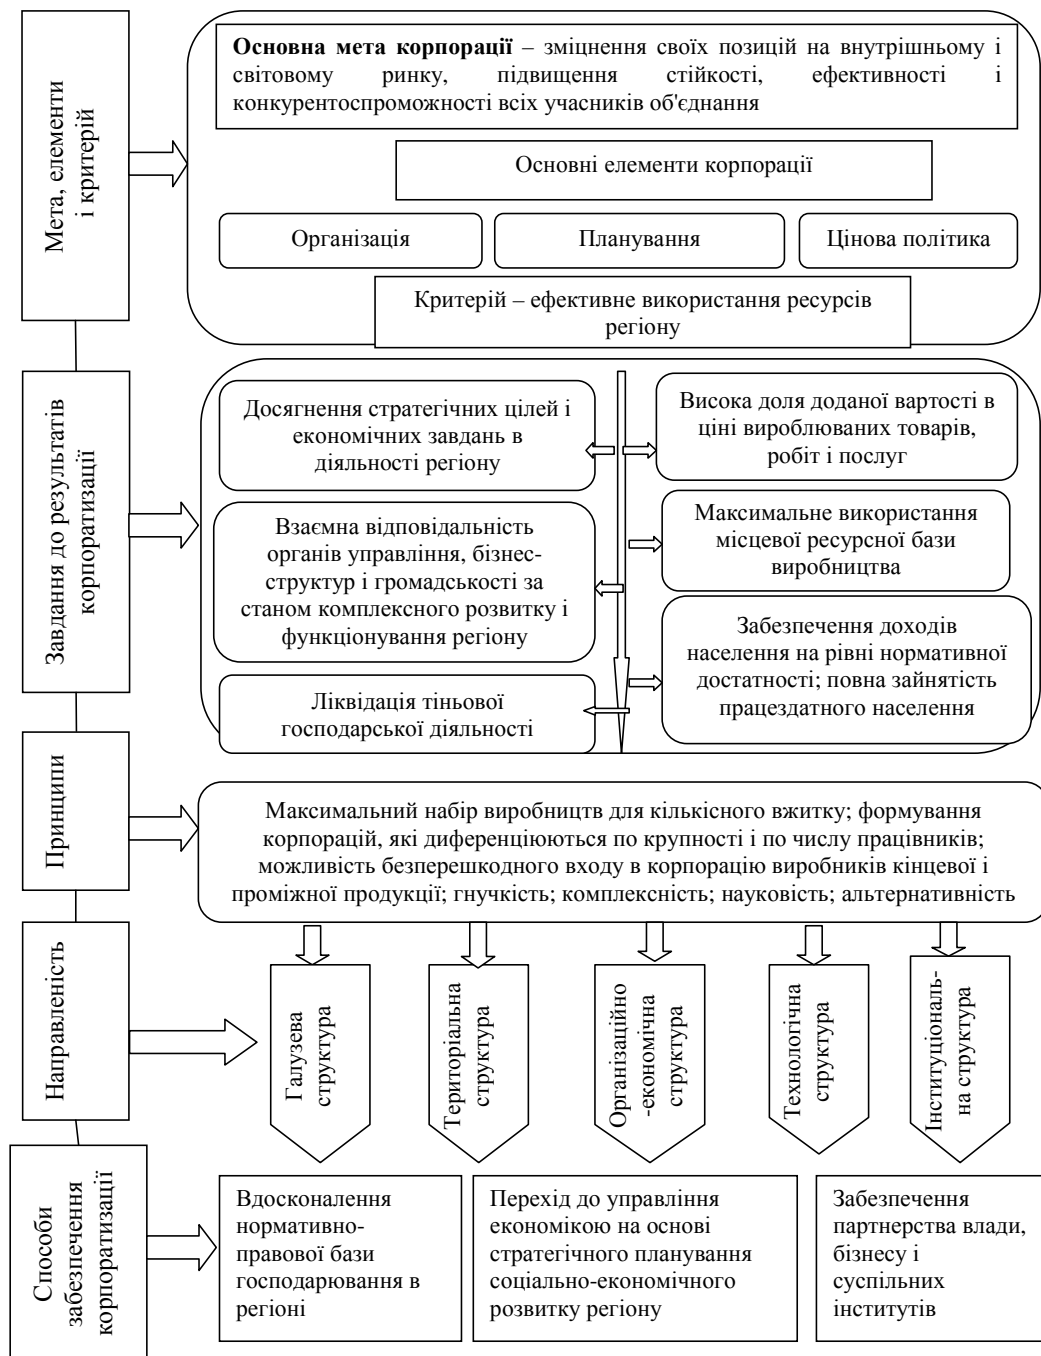 Мета, елементи
і критерій
Основна мета корпорації – зміцнення своїх позицій на внутрішньому і
світовому ринку, підвищення стійкості, ефективності і
конкурентоспроможності всіх учасників об'єднання
Основні елементи корпорації
Організація
Планування
Цінова політика
Критерій – ефективне використання ресурсів
регіону
Завдання до результатів
корпоратизації
Досягнення стратегічних цілей і
економічних завдань в
діяльності регіону
Висока доля доданої вартості в
ціні вироблюваних товарів,
робіт і послуг
Взаємна відповідальність
органів управління, бізнес-
структур і громадськості за
станом комплексного розвитку і
функціонування регіону
Максимальне використання
місцевої ресурсної бази
виробництва
Ліквідація тіньової
господарської діяльності
Забезпечення доходів
населення на рівні нормативної
достатності; повна зайнятість
працездатного населення
Принципи
Максимальний набір виробництв для кількісного вжитку; формування
корпорацій, які диференціюються по крупності і по числу працівників;
можливість безперешкодного входу в корпорацію виробників кінцевої і
проміжної продукції; гнучкість; комплексність; науковість; альтернативність
Направленість
Галузева
структура
Територіальна
структура
Організаційно
-економічна
структура
Технологічна
структура
Інституціональ-
на структура
Способи
забезпечення
корпоратизації
Вдосконалення
нормативно-
правової бази
господарювання в
регіоні
Перехід до управління
економікою на основі
стратегічного планування
соціально-економічного
розвитку регіону
Забезпечення
партнерства влади,
бізнесу і
суспільних
інститутів